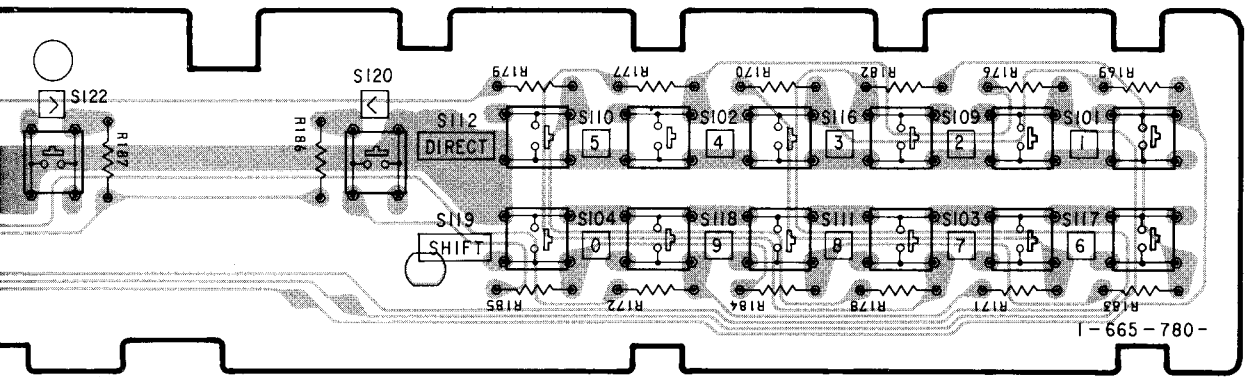 R179 R177 R170 R182 R176 R169
S122 > S120 <
S112 S110 S102 S116 S109 S101
DIRECT 5 4 3 2 1
R187 R186
S119 S104 S118 S111 S103 S117
SHIFT 0 9 8 7 6
R185 R172 R184 R178 R171 R183
1-665-780-